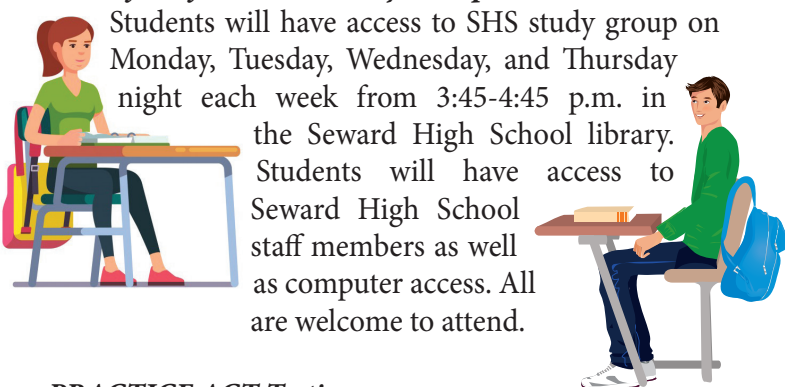 Students will have access to SHS study group on
Monday, Tuesday, Wednesday, and Thursday
night each week from 3:45-4:45 p.m. in
the Seward High School library.
Students will have access to
Seward High School
staff members as well
as computer access. All
are welcome to attend.
PRACTICE ACT